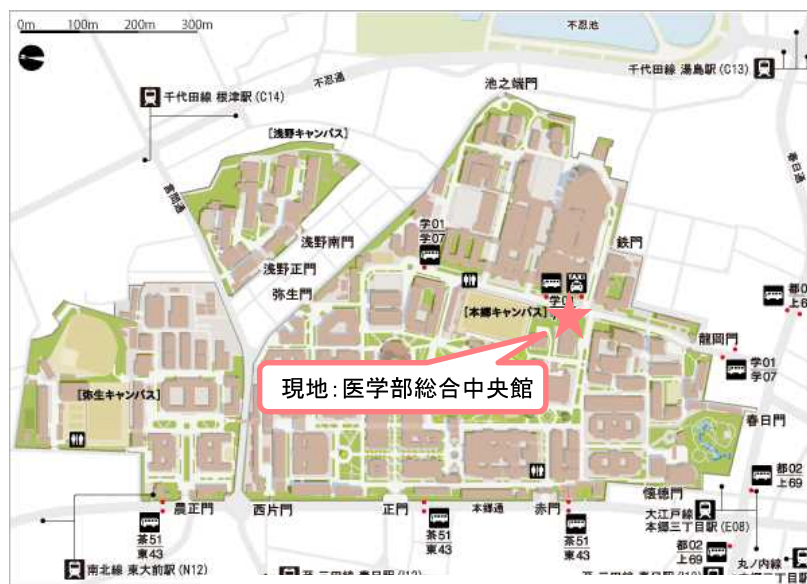 0m 100m 200m 300m
不忍池
千代田線 湯島駅(C13)
千代田線 根津駅(C14)
不忍通
池之端門
[浅野キャンパス]
春日通
言問通
学01
学07
浅野南門
鉄門
浅野正門
弥生門
TAXI
学01
[本郷キャンパス]
都0
上6
龍岡門
学01
学07
現地:医学部総合中央館
[弥生キャンパス]
春日門
都02
上69
懐徳門
大江戸線
本郷三丁目駅(E08)
農正門
西片門
正門
本郷通
赤門
茶51
東43
茶51
東43
茶51
東43
都02
上69
丸ノ内線
南北線 東大前駅(N12)